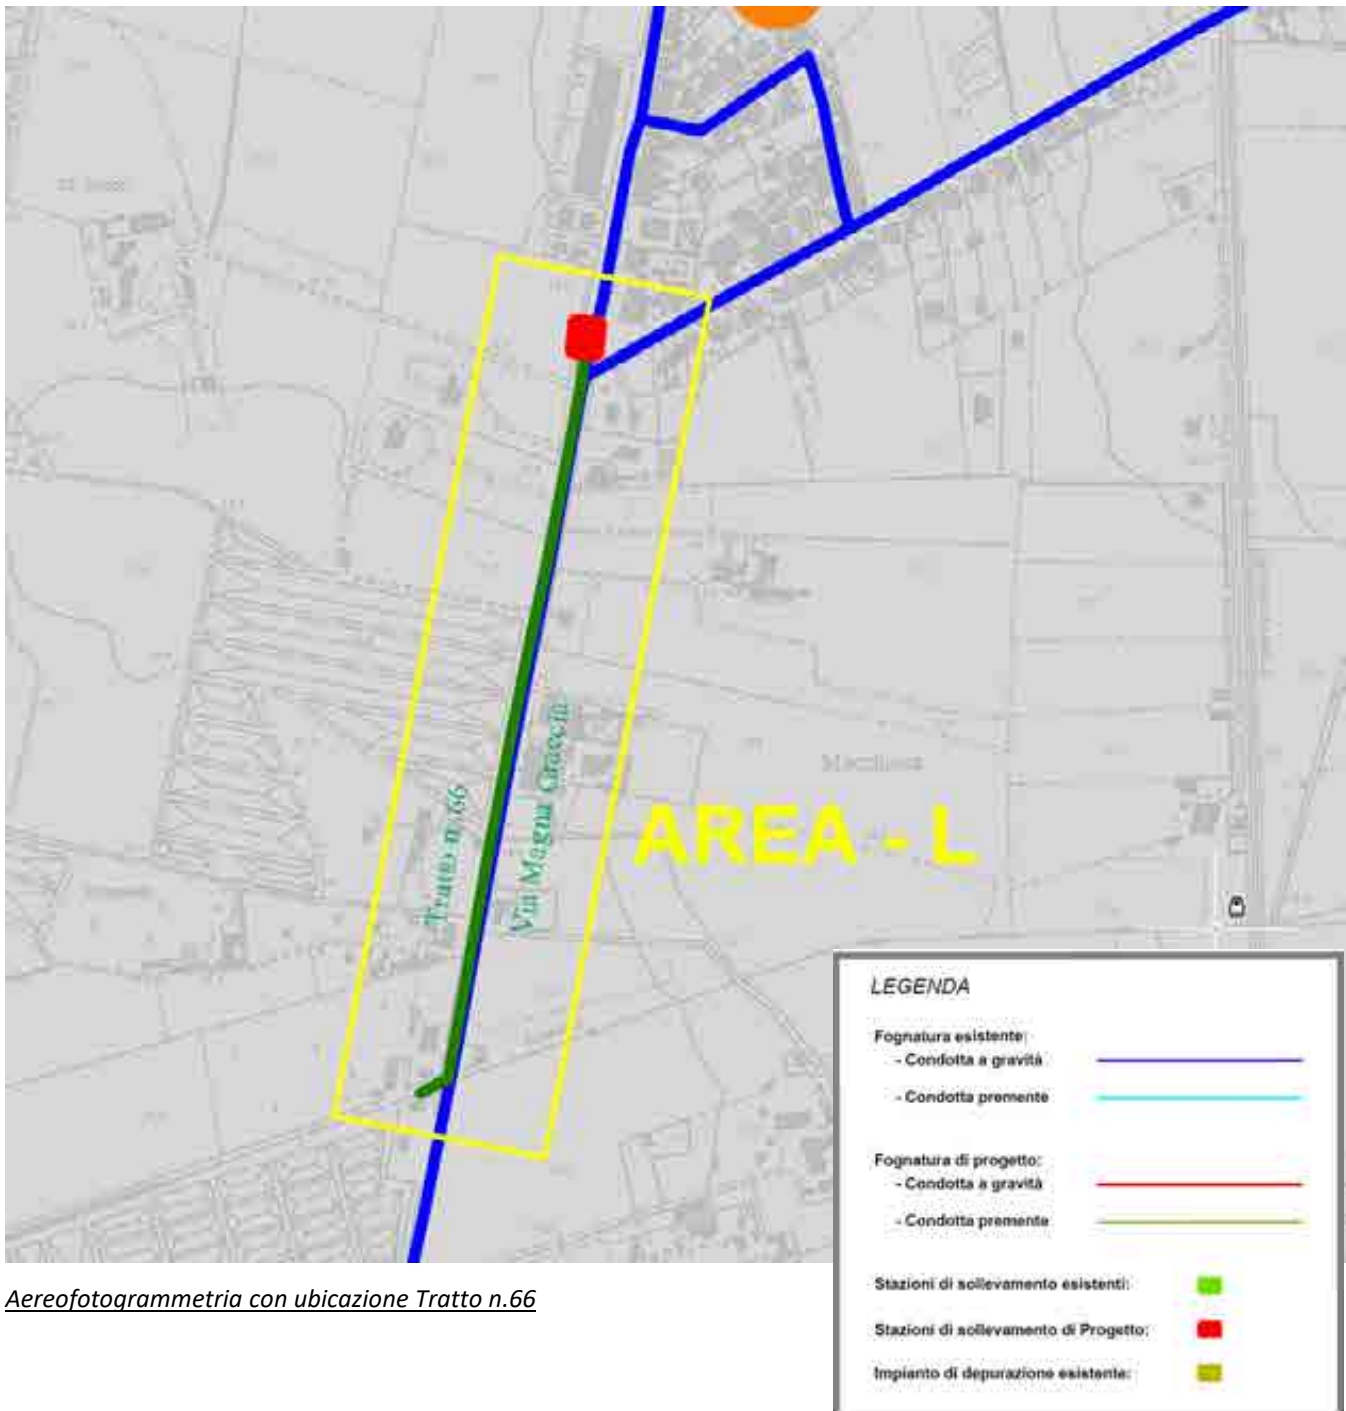 Tratto n. 66
Via Magna Graecia
AREA - L
LEGENDA
Fognatura esistente:
- Condotta a gravità
- Condotta premente
Fognatura di progetto:
- Condotta a gravità
- Condotta premente
Stazioni di sollevamento esistenti:
Stazioni di sollevamento di Progetto:
Impianto di depurazione esistente:
Aereofotogrammetria con ubicazione Tratto n.66